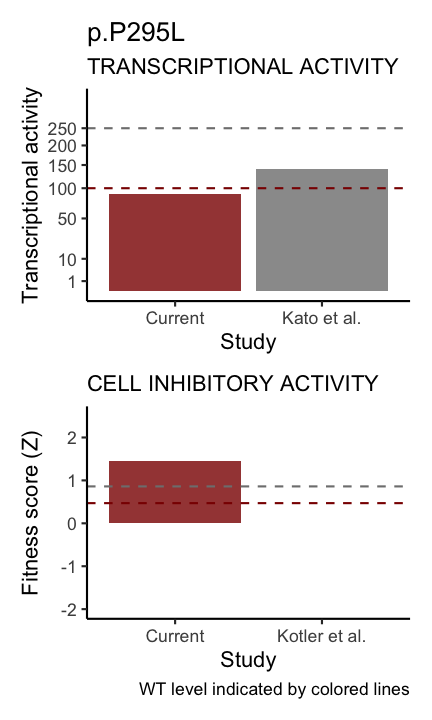 p.P295L
TRANSCRIPTIONAL ACTIVITY
Transcriptional activity
250
200
150
100
50
10
1
Current
Kato et al.
Study
CELL INHIBITORY ACTIVITY
Fitness score (Z)
2
1
0
-1
-2
Current
Kotler et al.
Study
WT level indicated by colored lines